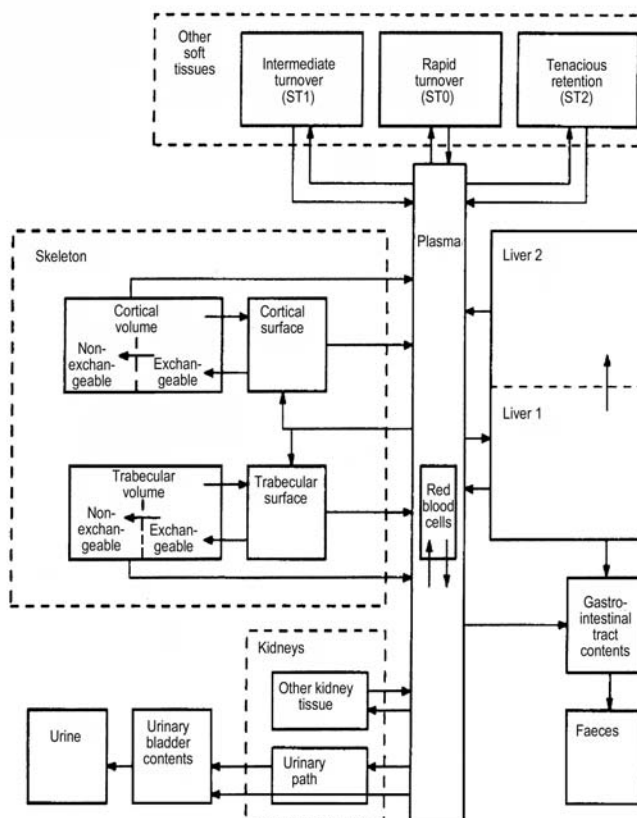 Other
soft
tissues
Intermediate
turnover
(ST1)
Rapid
turnover
(ST0)
Tenacious
retention
(ST2)
Plasma
Liver 2
Skeleton
Cortical
volume
Cortical
surface
Non-
exchan-
geable
Exchan-
geable
Liver 1
Trabecular
volume
Trabecular
surface
Non-
exchan-
geable
Exchan-
geable
Red
blood
cells
Gastro-
intestinal
tract
contents
Kidneys
Other kidney
tissue
Urine
Urinary
bladder
contents
Urinary
path
Faeces